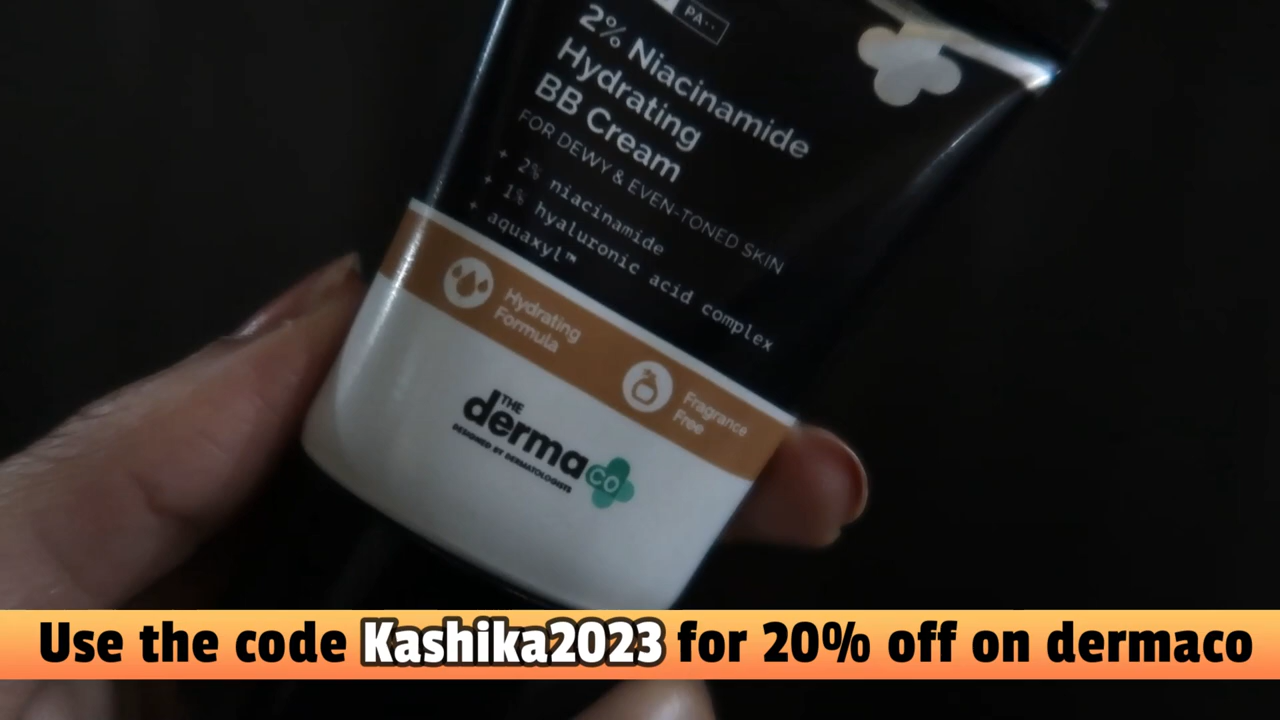 PA++
2% Niacinamide
Hydrating
BB Cream
FOR DEWY & EVEN-TONED SKIN
+ 2% niacinamide
+ 1% hyaluronic acid complex
+ aquaxyl™
Hydrating
Formula
Fragrance
Free
THE
derma co
DESIGNED BY DERMATOLOGISTS
Use the code Kashika2023 for 20% off on dermaco